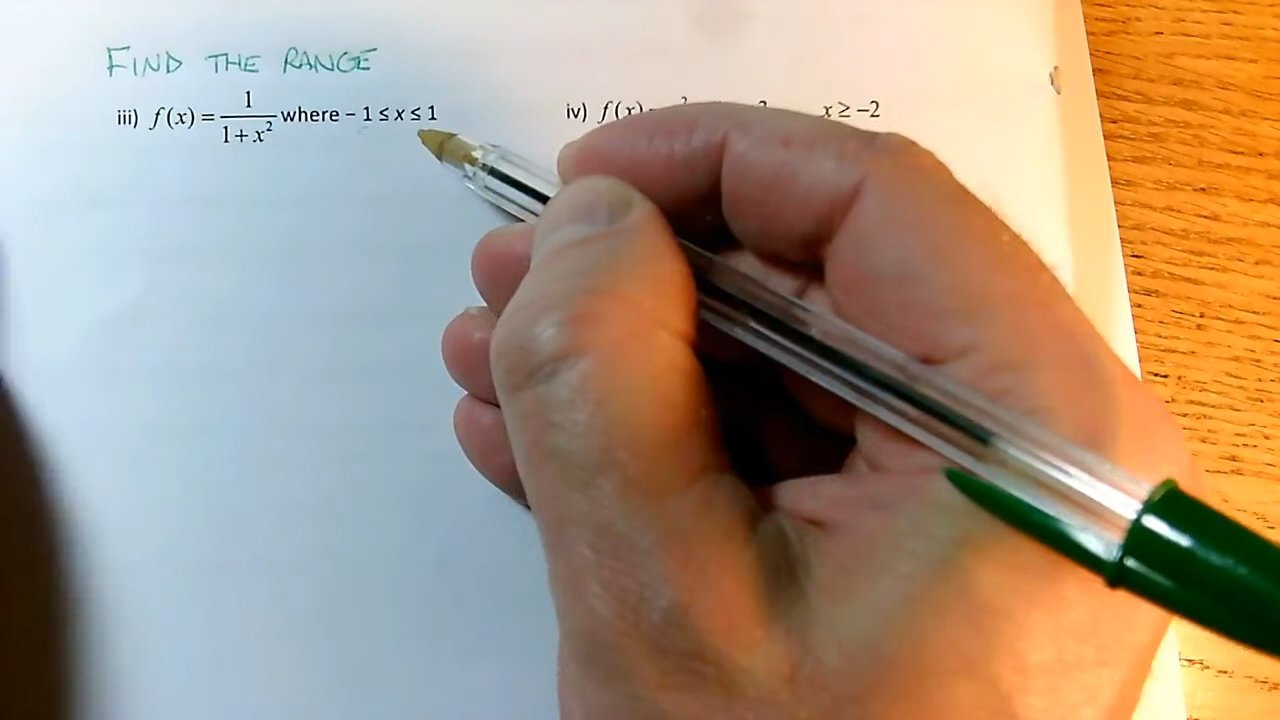 FIND THE RANGE
iii) f(x) = 1/(1+x²) where – 1 ≤ x ≤ 1
iv) f(x) x ≥ –2